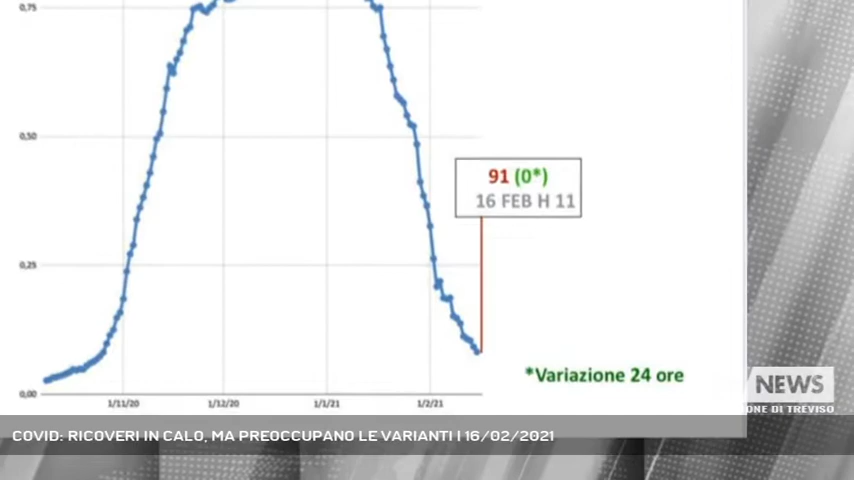 0,75
0,50
91 (0*)
16 FEB H 11
0,25
*Variazione 24 ore
0,00
1/11/20 1/12/20 1/1/21 1/2/21
NEWS
ONE DI TREVISO
COVID: RICOVERI IN CALO, MA PREOCCUPANO LE VARIANTI | 16/02/2021